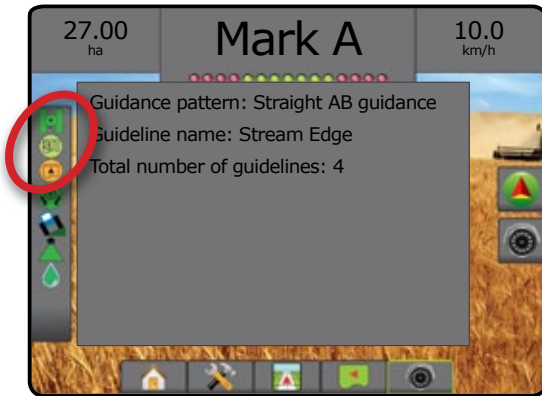 27.00
ha
Mark A
10.0
km/h
Guidance pattern: Straight AB guidance
Guideline name: Stream Edge
Total number of guidelines: 4